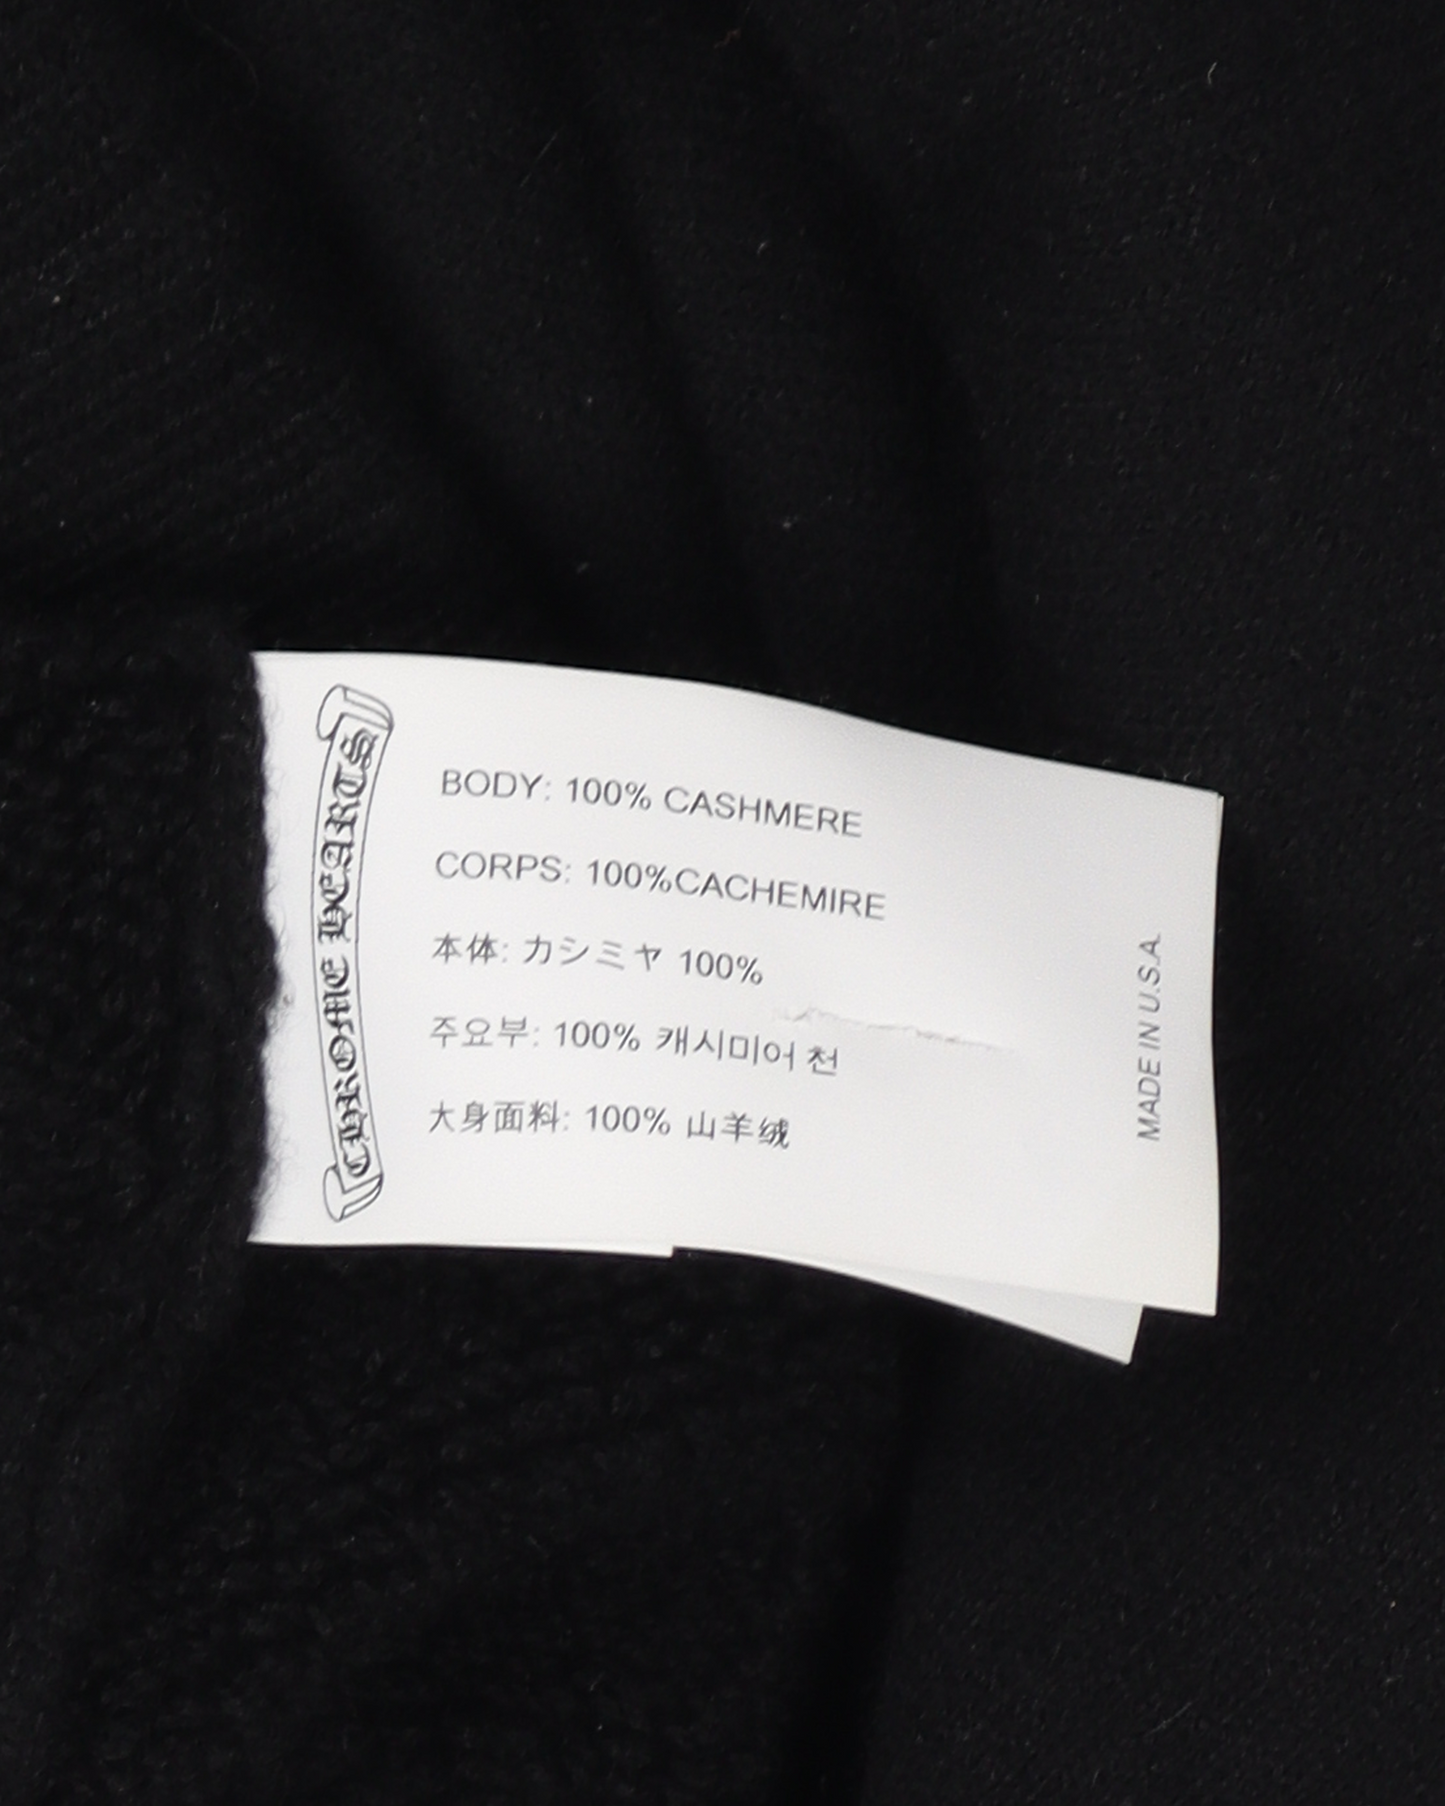 CHROME HEARTS
BODY: 100% CASHMERE
CORPS: 100%CACHEMIRE
本体: カシミヤ 100%
주요부: 100% 캐시미어 천
大身面料: 100% 山羊绒
MADE IN U.S.A.